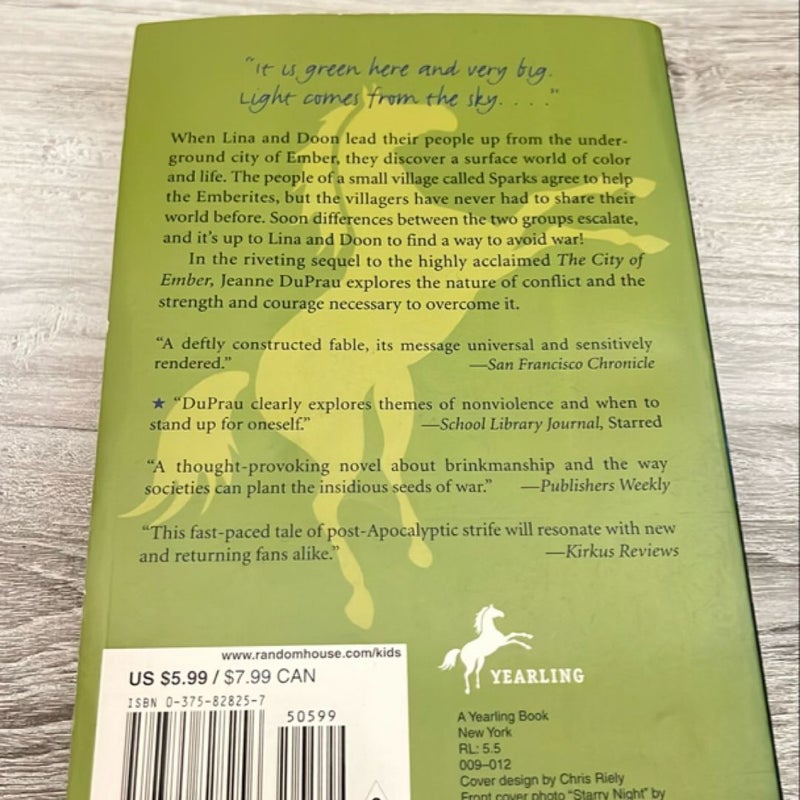 "It is green here and very big.
Light comes from the sky. . . ."
When Lina and Doon lead their people up from the under-
ground city of Ember, they discover a surface world of color
and life. The people of a small village called Sparks agree to help
the Emberites, but the villagers have never had to share their
world before. Soon differences between the two groups escalate,
and it's up to Lina and Doon to find a way to avoid war!
In the riveting sequel to the highly acclaimed The City of
Ember, Jeanne DuPrau explores the nature of conflict and the
strength and courage necessary to overcome it.
"A deftly constructed fable, its message universal and sensitively
rendered." —San Francisco Chronicle
★ "DuPrau clearly explores themes of nonviolence and when to
stand up for oneself." —School Library Journal, Starred
"A thought-provoking novel about brinkmanship and the way
societies can plant the insidious seeds of war." —Publishers Weekly
"This fast-paced tale of post-Apocalyptic strife will resonate with new
and returning fans alike." —Kirkus Reviews
www.randomhouse.com/kids
US $5.99 / $7.99 CAN
ISBN 0-375-82825-7
50599
YEARLING
A Yearling Book
New York
RL: 5.5
009–012
Cover design by Chris Riely
Front cover photo "Starry Night" by